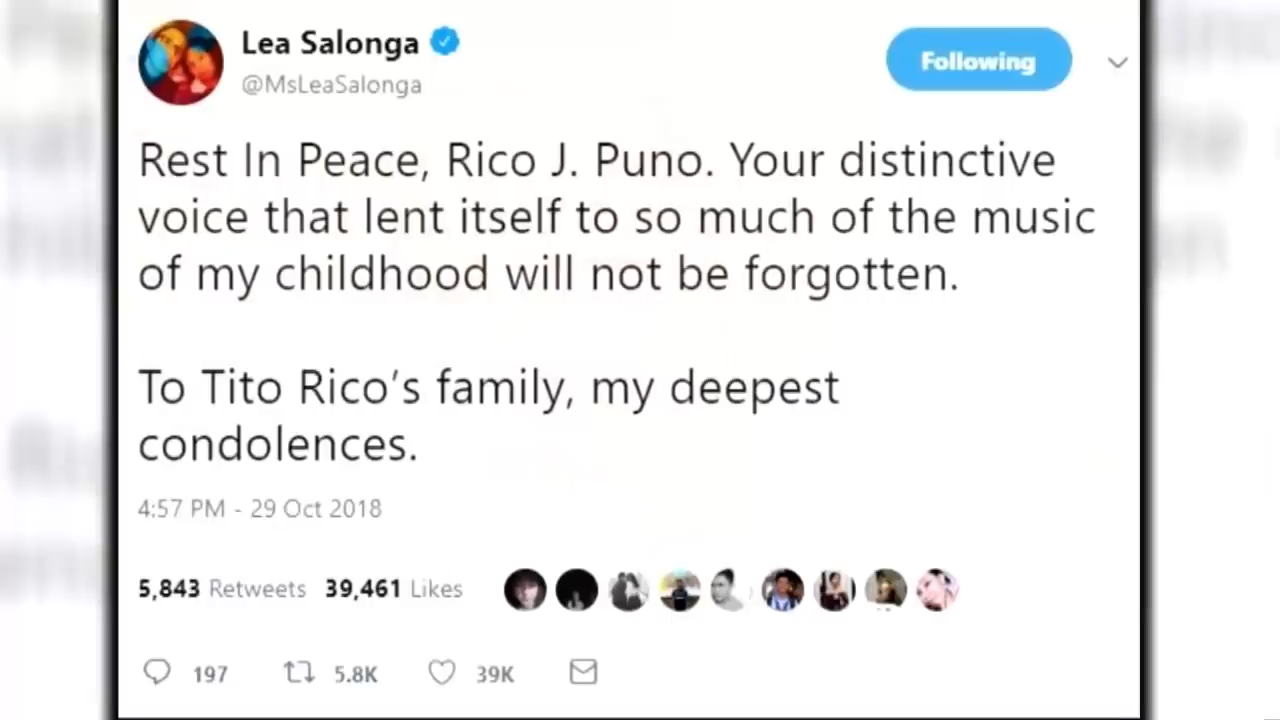 Lea Salonga
@MsLeaSalonga
Following
Rest In Peace, Rico J. Puno. Your distinctive
voice that lent itself to so much of the music
of my childhood will not be forgotten.
To Tito Rico’s family, my deepest
condolences.
4:57 PM - 29 Oct 2018
5,843 Retweets 39,461 Likes
197 5.8K 39K